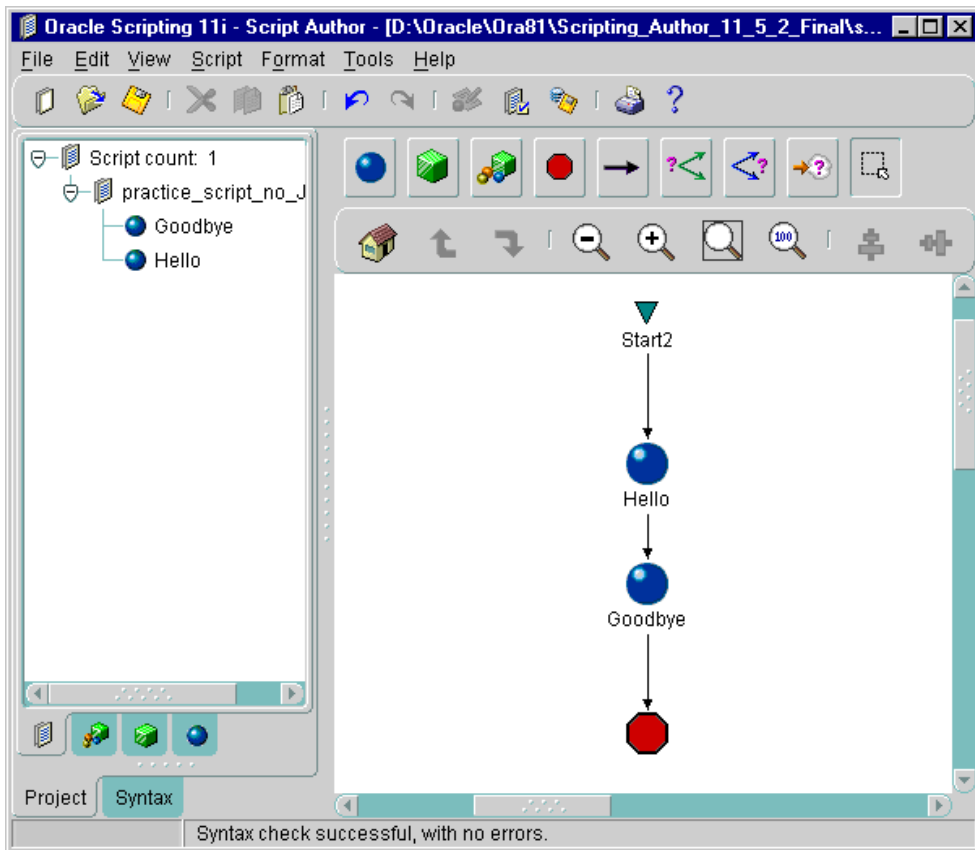 Oracle Scripting 11i - Script Author - [D:\Oracle\Ora81\Scripting_Author_11_5_2_Final\s...
File Edit View Script Format Tools Help
Script count: 1
practice_script_no_J
Goodbye
Hello
100
Start2
Hello
Goodbye
Project Syntax
Syntax check successful, with no errors.